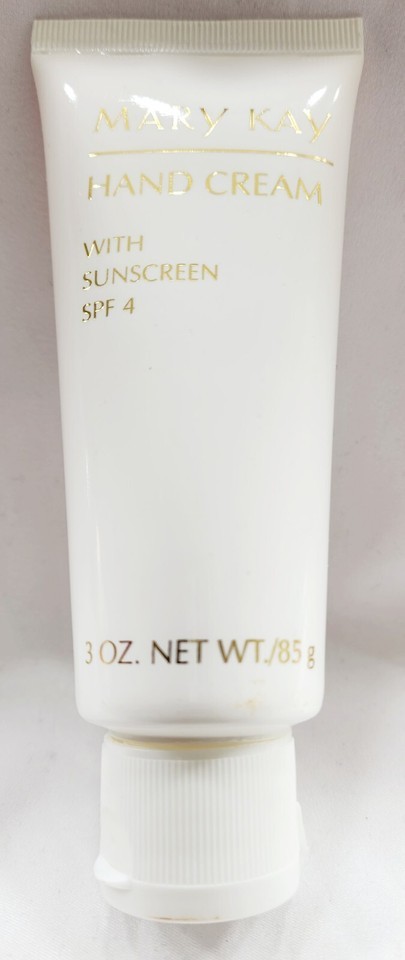 MARY KAY
HAND CREAM
WITH
SUNSCREEN
SPF 4
3 OZ. NET WT./85 g